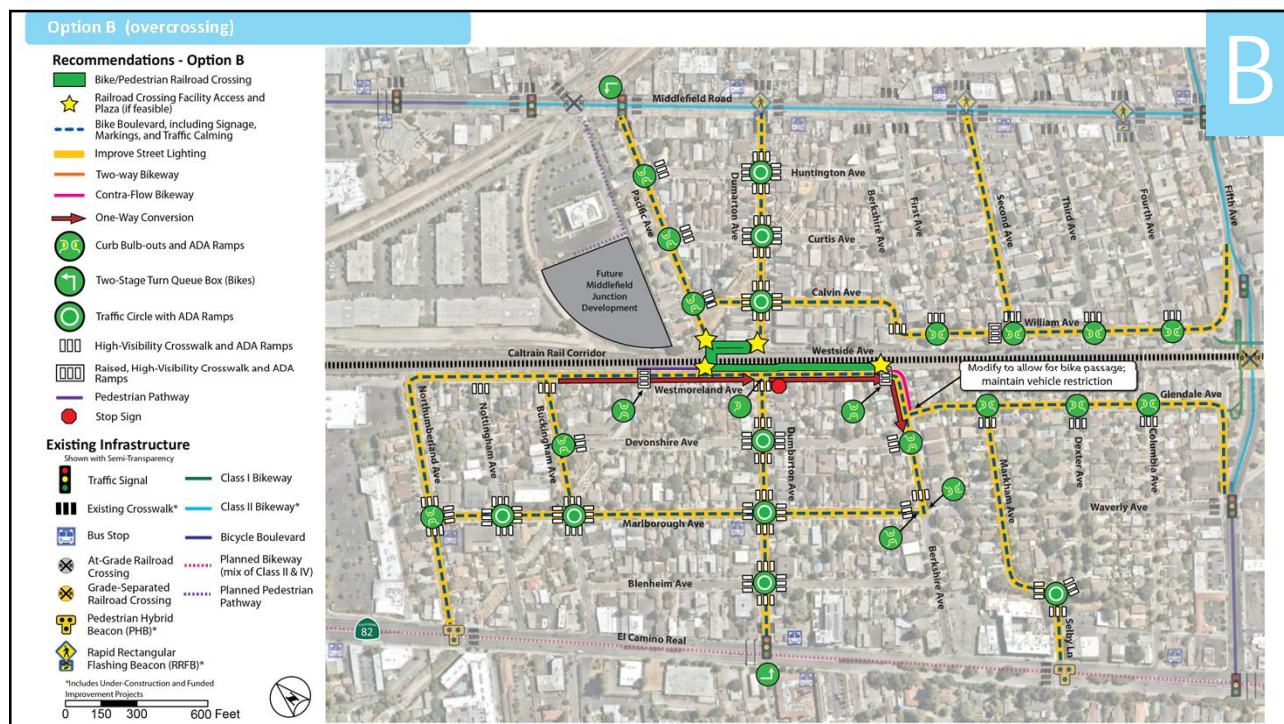 Option B (overcrossing)
B
Recommendations - Option B
Bike/Pedestrian Railroad Crossing
Railroad Crossing Facility Access and
Plaza (if feasible)
Bike Boulevard, including Signage,
Markings, and Traffic Calming
Improve Street Lighting
Two-way Bikeway
Contra-Flow Bikeway
One-Way Conversion
Curb Bulb-outs and ADA Ramps
Two-Stage Turn Queue Box (Bikes)
Traffic Circle with ADA Ramps
High-Visibility Crosswalk and ADA Ramps
Raised, High-Visibility Crosswalk and ADA
Ramps
Pedestrian Pathway
Stop Sign
Existing Infrastructure
Shown with Semi-Transparency
Traffic Signal
Class I Bikeway
Existing Crosswalk*
Class II Bikeway*
Bus Stop
Bicycle Boulevard
At-Grade Railroad
Crossing
Planned Bikeway
(mix of Class II & IV)
Grade-Separated
Railroad Crossing
Planned Pedestrian
Pathway
Pedestrian Hybrid
Beacon (PHB)*
Rapid Rectangular
Flashing Beacon (RRFB)*
*Includes Under-Construction and Funded
Improvement Projects
0 150 300 600 Feet
Middlefield Road
Huntington Ave
Pacific Ave
Dumarton Ave
Berkshire Ave
First Ave
Second Ave
Third Ave
Fourth Ave
Fifth Ave
Curtis Ave
Future
Middlefield
Junction
Development
Calvin Ave
William Ave
Caltrain Rail Corridor
Westside Ave
Modify to allow for bike passage;
maintain vehicle restriction
Westmoreland Ave
Glendale Ave
Northumberland Ave
Nottingham Ave
Buckingham Ave
Devonshire Ave
Dumbarton Ave
Markham Ave
Dexter Ave
Columbia Ave
Waverly Ave
Marlborough Ave
Berkshire Ave
Blenheim Ave
Selby Ln
El Camino Real
CALIFORNIA
82